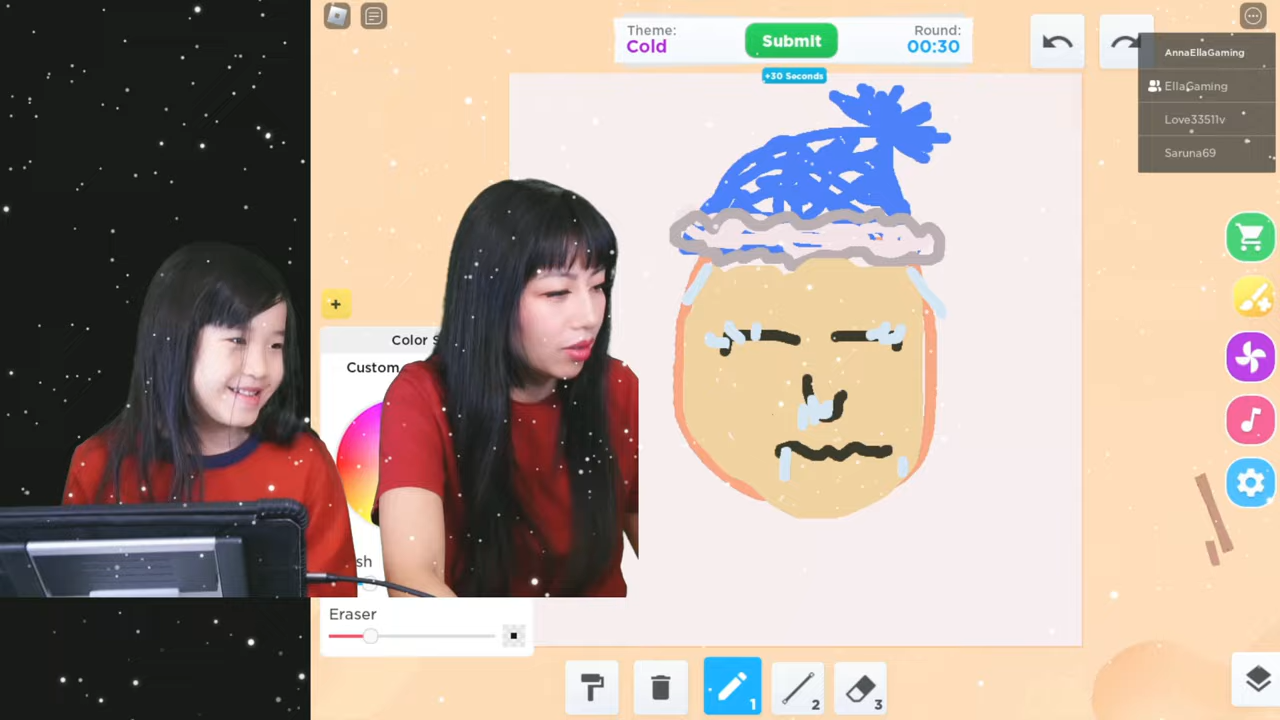 Theme:
Cold
Submit
Round:
00:30
+30 Seconds
AnnaEllaGaming
EllaGaming
Love33511v
Saruna69
+
Color S
Custom
sh
Eraser
1
2
3